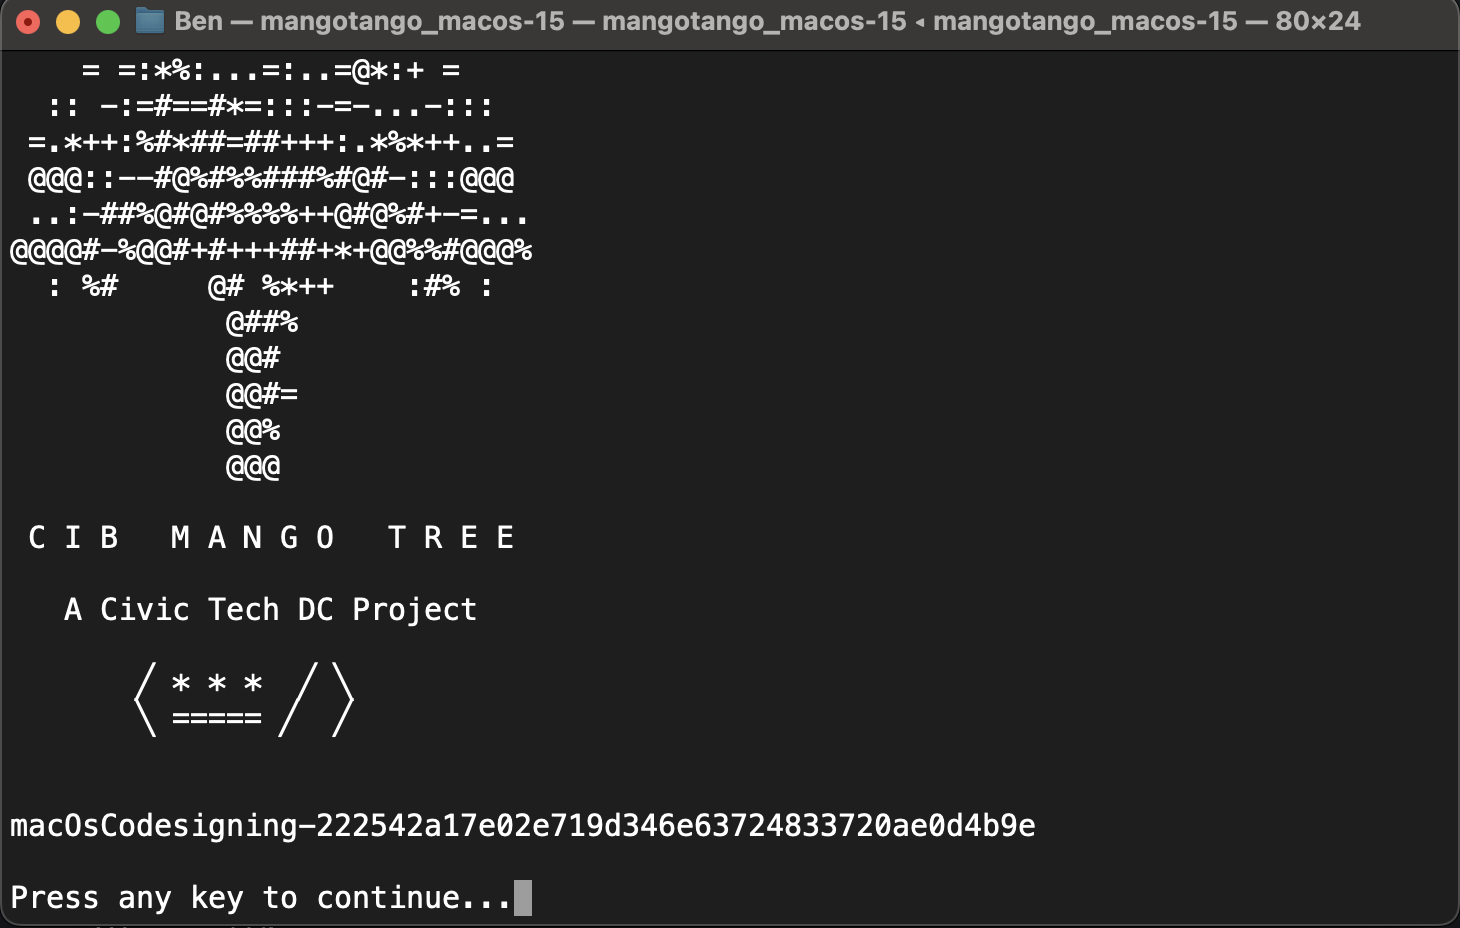 Ben — mangotango_macos-15 — mangotango_macos-15 ◂ mangotango_macos-15 — 80×24
    = =:*%:...=:..=@*:+ =
  :: -:=#==#*=:::-=-...-:::
 =.*++:%#*##=##+++:.*%*++..=
 @@@::--#@%#%%###%#@#-:::@@@
 ..:-##%@#@#%%%%++@#@%#+-=...
@@@@#-%@@#+#+++##+*+@@%%#@@@%
  : %#     @# %*++    :#% :
            @##%
            @@#
            @@#=
            @@%
            @@@
 C I B   M A N G O   T R E E
   A Civic Tech DC Project
       ╱ * * *  ╱ ╲
       ╲ ===== ╱  ╱
macOsCodesigning-222542a17e02e719d346e63724833720ae0d4b9e
Press any key to continue...